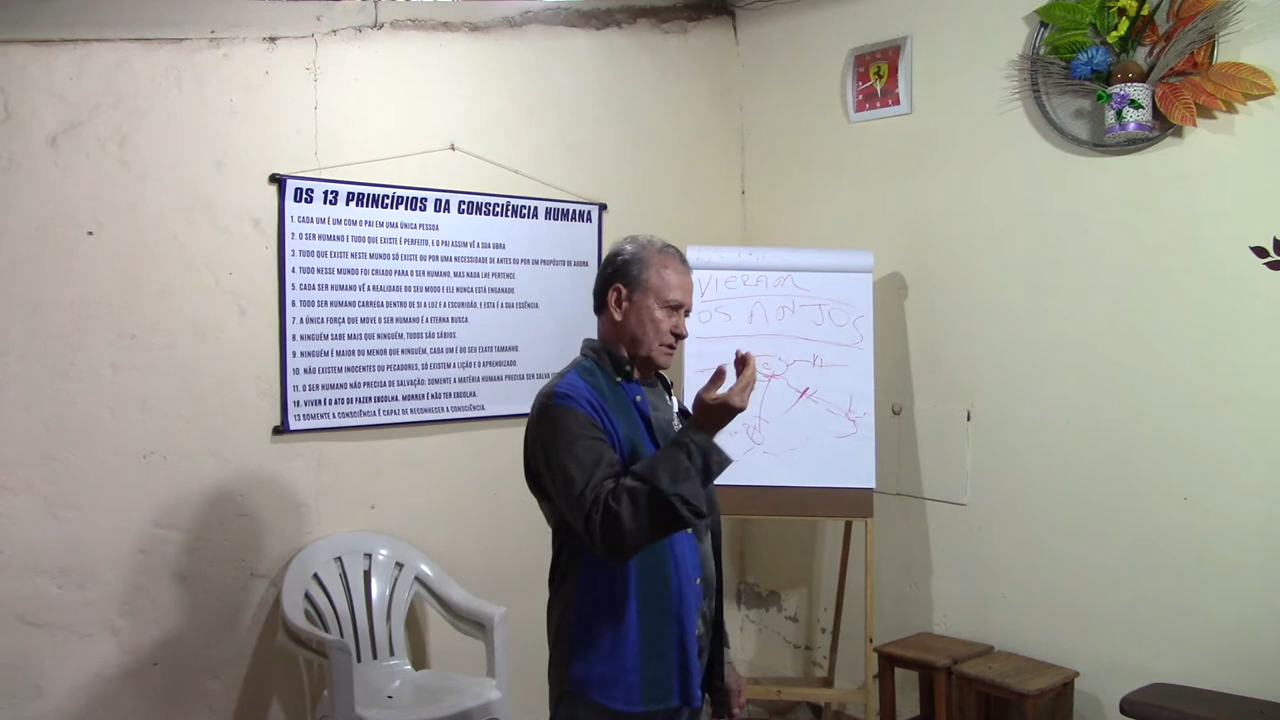 OS 13 PRINCÍPIOS DA CONSCIÊNCIA HUMANA
1. CADA UM É UM COM O PAI EM UMA ÚNICA PESSOA
2. O SER HUMANO E TUDO QUE EXISTE É PERFEITO, E O PAI ASSIM VÊ A SUA OBRA
3. TUDO QUE EXISTE NESTE MUNDO SÓ EXISTE OU POR UMA NECESSIDADE DE ANTES OU POR UM PROPÓSITO DE AGORA.
4. TUDO NESSE MUNDO FOI CRIADO PARA O SER HUMANO, MAS NADA LHE PERTENCE.
5. CADA SER HUMANO VÊ A REALIDADE DO SEU MODO E ELE NUNCA ESTÁ ENGANADO.
6. TODO SER HUMANO CARREGA DENTRO DE SI A LUZ E A ESCURIDÃO, E ESTA É A SUA ESSÊNCIA.
7. A ÚNICA FORÇA QUE MOVE O SER HUMANO É A ETERNA BUSCA.
8. NINGUÉM SABE MAIS QUE NINGUÉM, TODOS SÃO SÁBIOS.
9. NINGUÉM É MAIOR OU MENOR QUE NINGUÉM, CADA UM É DO SEU EXATO TAMANHO.
10. NÃO EXISTEM INOCENTES OU PECADORES, SÓ EXISTEM A LIÇÃO E O APRENDIZADO.
11. O SER HUMANO NÃO PRECISA DE SALVAÇÃO; SOMENTE A MATÉRIA HUMANA PRECISA SER SALVA
12. VIVER É O ATO DE FAZER ESCOLHA. MORRER É NÃO TER ESCOLHA.
13 SOMENTE A CONSCIÊNCIA É CAPAZ DE RECONHECER A CONSCIÊNCIA.
VIERAM
OS ANJOS